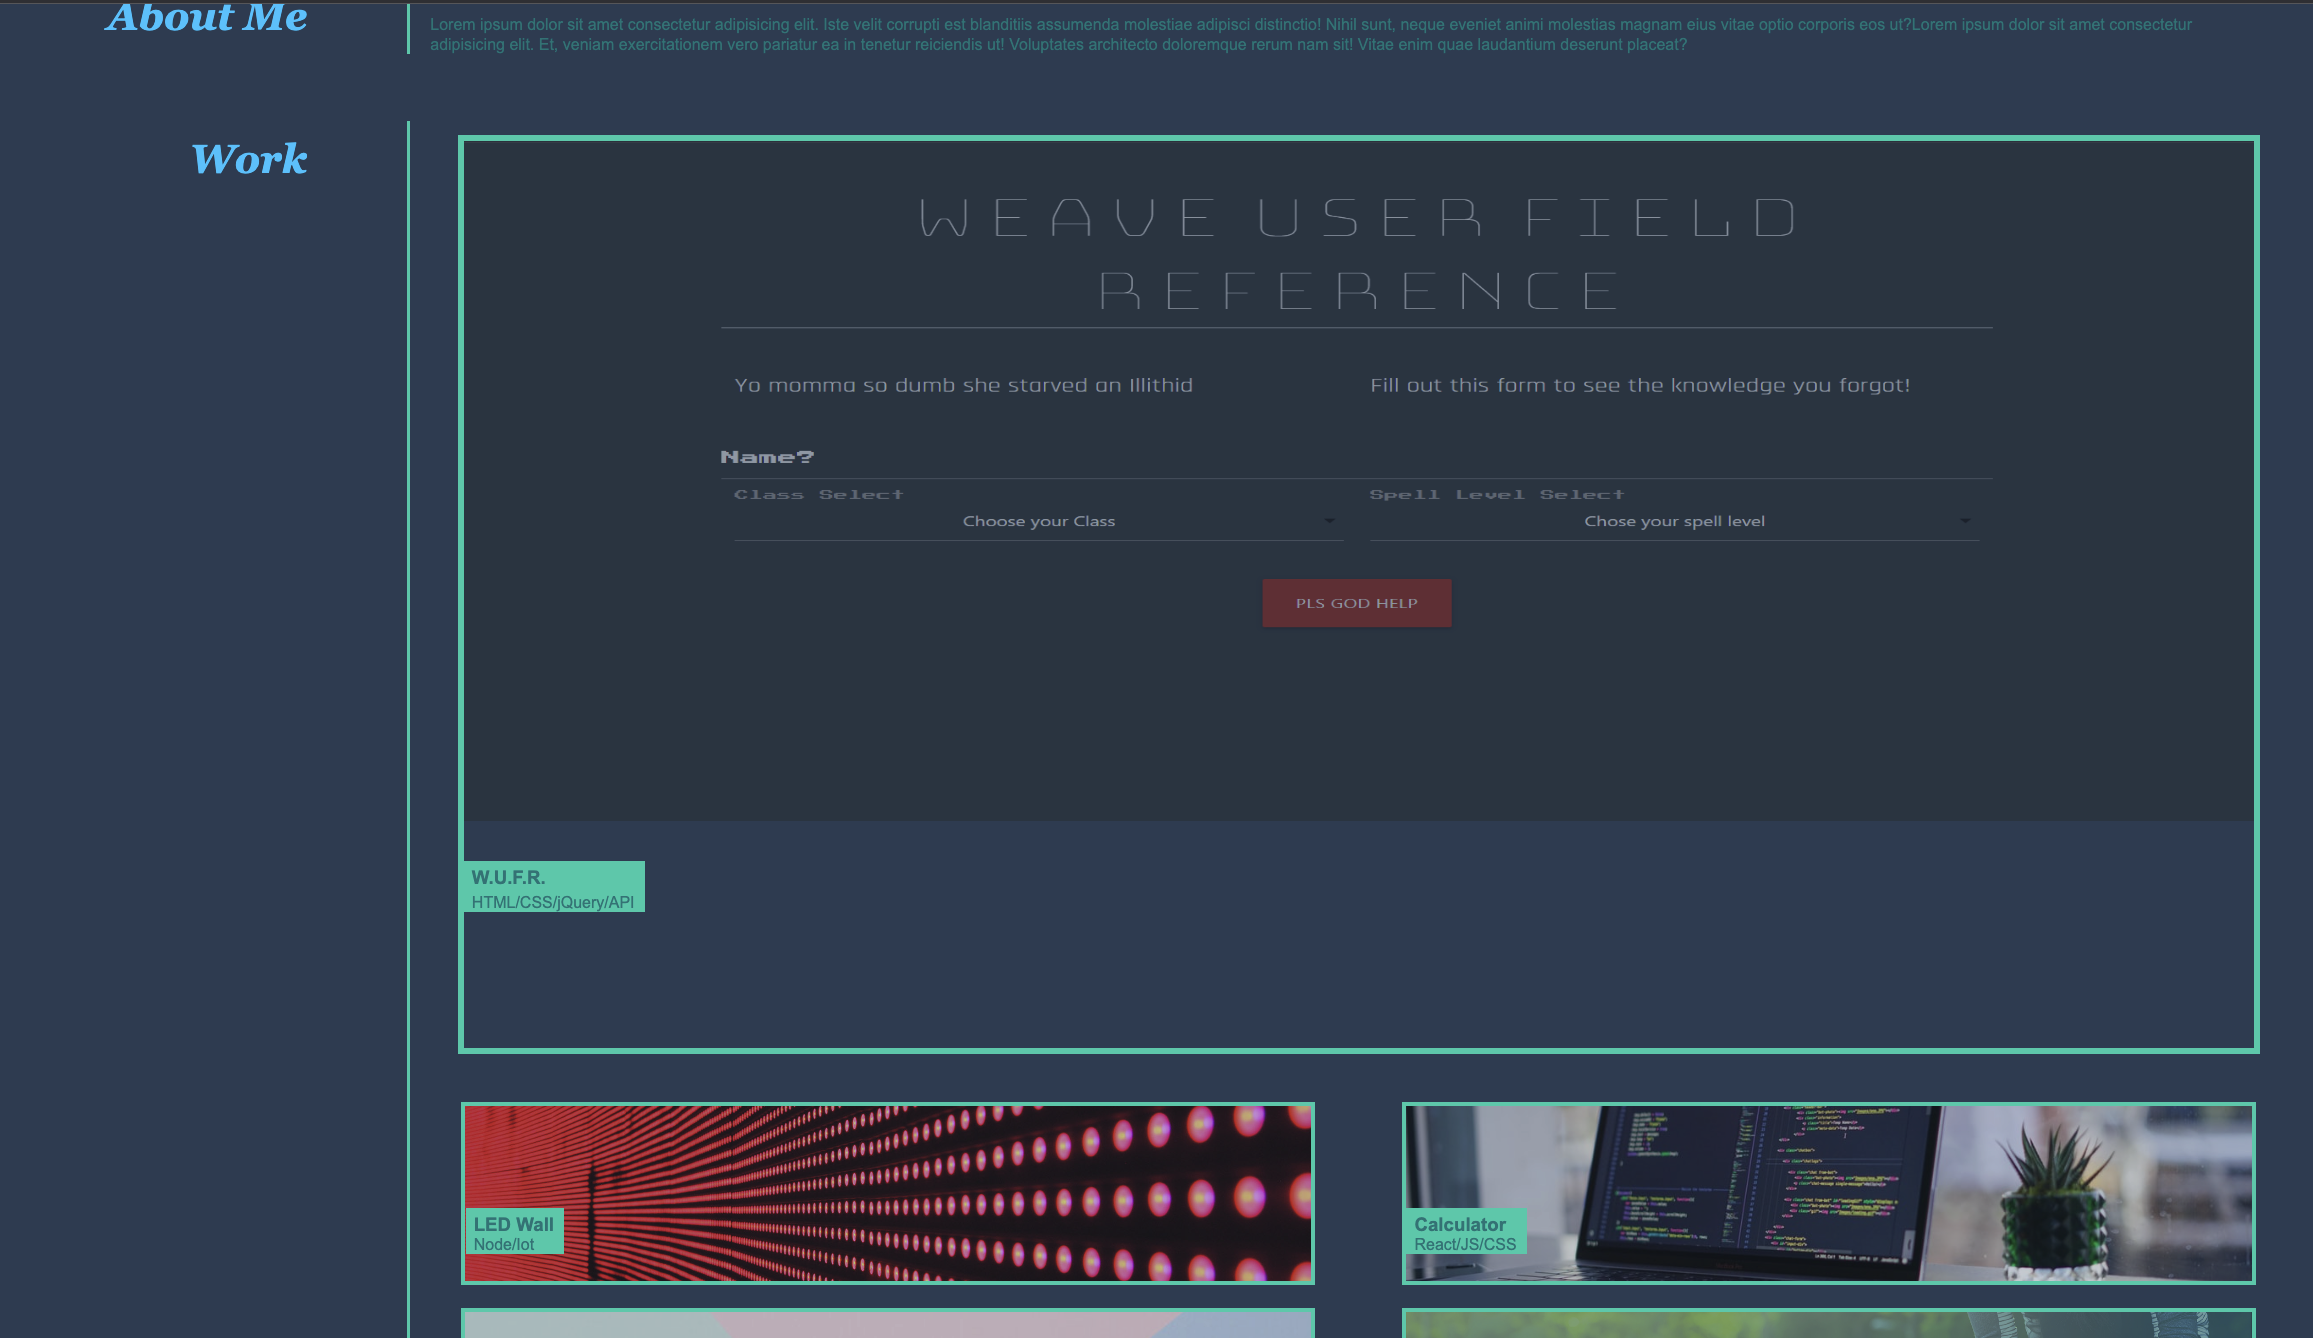 About Me
Lorem ipsum dolor sit amet consectetur adipisicing elit. Iste velit corrupti est blanditiis assumenda molestiae adipisci distinctio! Nihil sunt, neque eveniet animi molestias magnam eius vitae optio corporis eos ut?Lorem ipsum dolor sit amet consectetur
adipisicing elit. Et, veniam exercitationem vero pariatur ea in tenetur reiciendis ut! Voluptates architecto doloremque rerum nam sit! Vitae enim quae laudantium deserunt placeat?
Work
WEAVE USER FIELD
REFERENCE
Yo momma so dumb she starved an Illithid
Fill out this form to see the knowledge you forgot!
Name?
Class Select
Spell Level Select
Choose your Class
Chose your spell level
PLS GOD HELP
W.U.F.R.
HTML/CSS/jQuery/API
LED Wall
Node/Iot
Calculator
React/JS/CSS